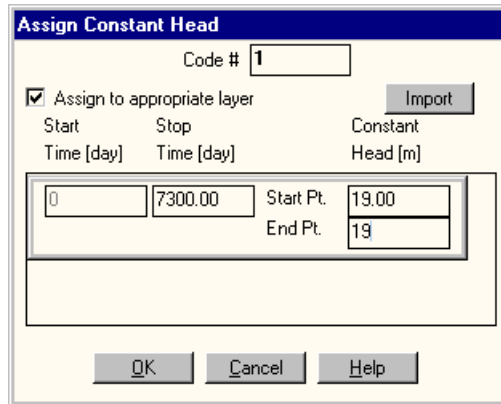 Assign Constant Head
Code # 1
Assign to appropriate layer Import
Start Stop Constant
Time [day] Time [day] Head [m]
0 7300.00 Start Pt. 19.00
End Pt. 19
OK Cancel Help